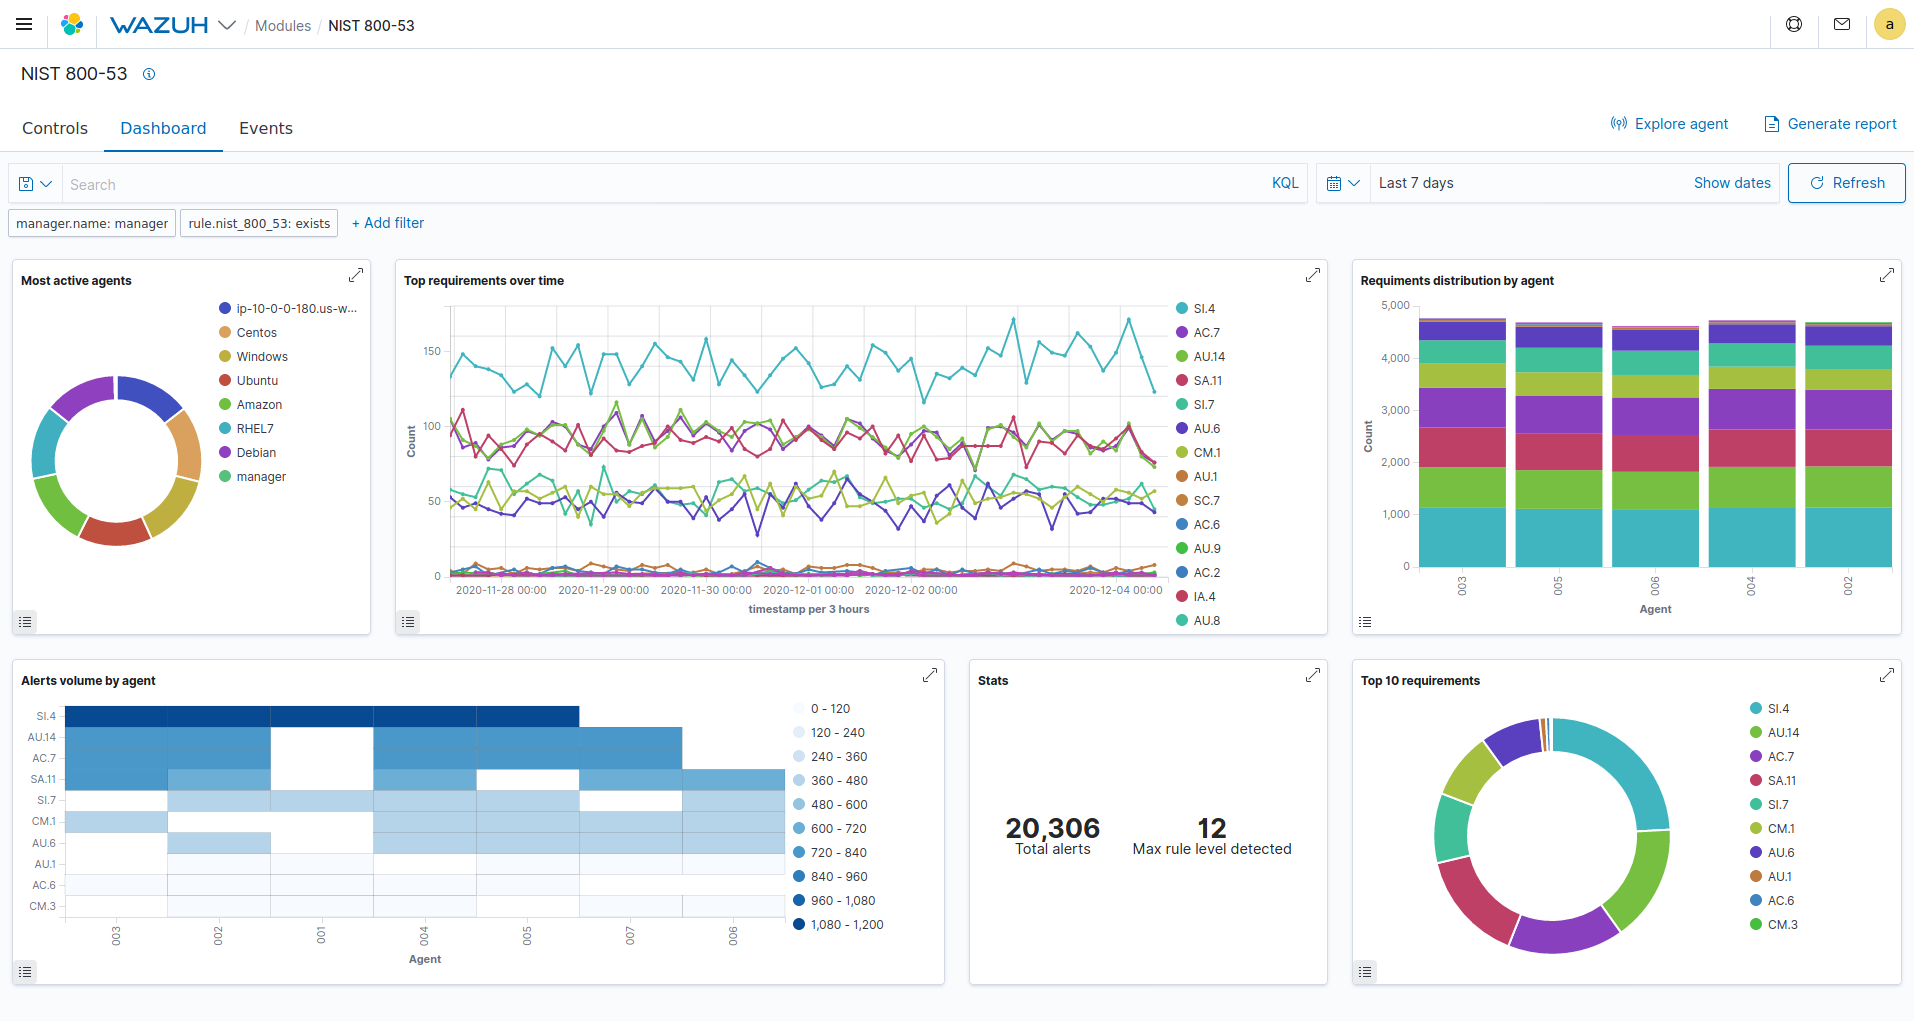 WAZUH / Modules / NIST 800-53
a
NIST 800-53
Controls
Dashboard
Events
Explore agent
Generate report
Search
KQL
Last 7 days
Show dates
Refresh
manager.name: manager
rule.nist_800_53: exists
+ Add filter
Most active agents
ip-10-0-0-180.us-w...
Centos
Windows
Ubuntu
Amazon
RHEL7
Debian
manager
Top requirements over time
150
100
50
0
Count
2020-11-28 00:00
2020-11-29 00:00
2020-11-30 00:00
2020-12-01 00:00
2020-12-02 00:00
2020-12-04 00:00
timestamp per 3 hours
SI.4
AC.7
AU.14
SA.11
SI.7
AU.6
CM.1
AU.1
SC.7
AC.6
AU.9
AC.2
IA.4
AU.8
Requiments distribution by agent
5,000
4,000
3,000
2,000
1,000
0
Count
003
005
006
004
002
Agent
Alerts volume by agent
SI.4
AU.14
AC.7
SA.11
SI.7
CM.1
AU.6
AU.1
AC.6
CM.3
003
002
001
004
005
007
006
Agent
0 - 120
120 - 240
240 - 360
360 - 480
480 - 600
600 - 720
720 - 840
840 - 960
960 - 1,080
1,080 - 1,200
Stats
20,306
Total alerts
12
Max rule level detected
Top 10 requirements
SI.4
AU.14
AC.7
SA.11
SI.7
CM.1
AU.6
AU.1
AC.6
CM.3